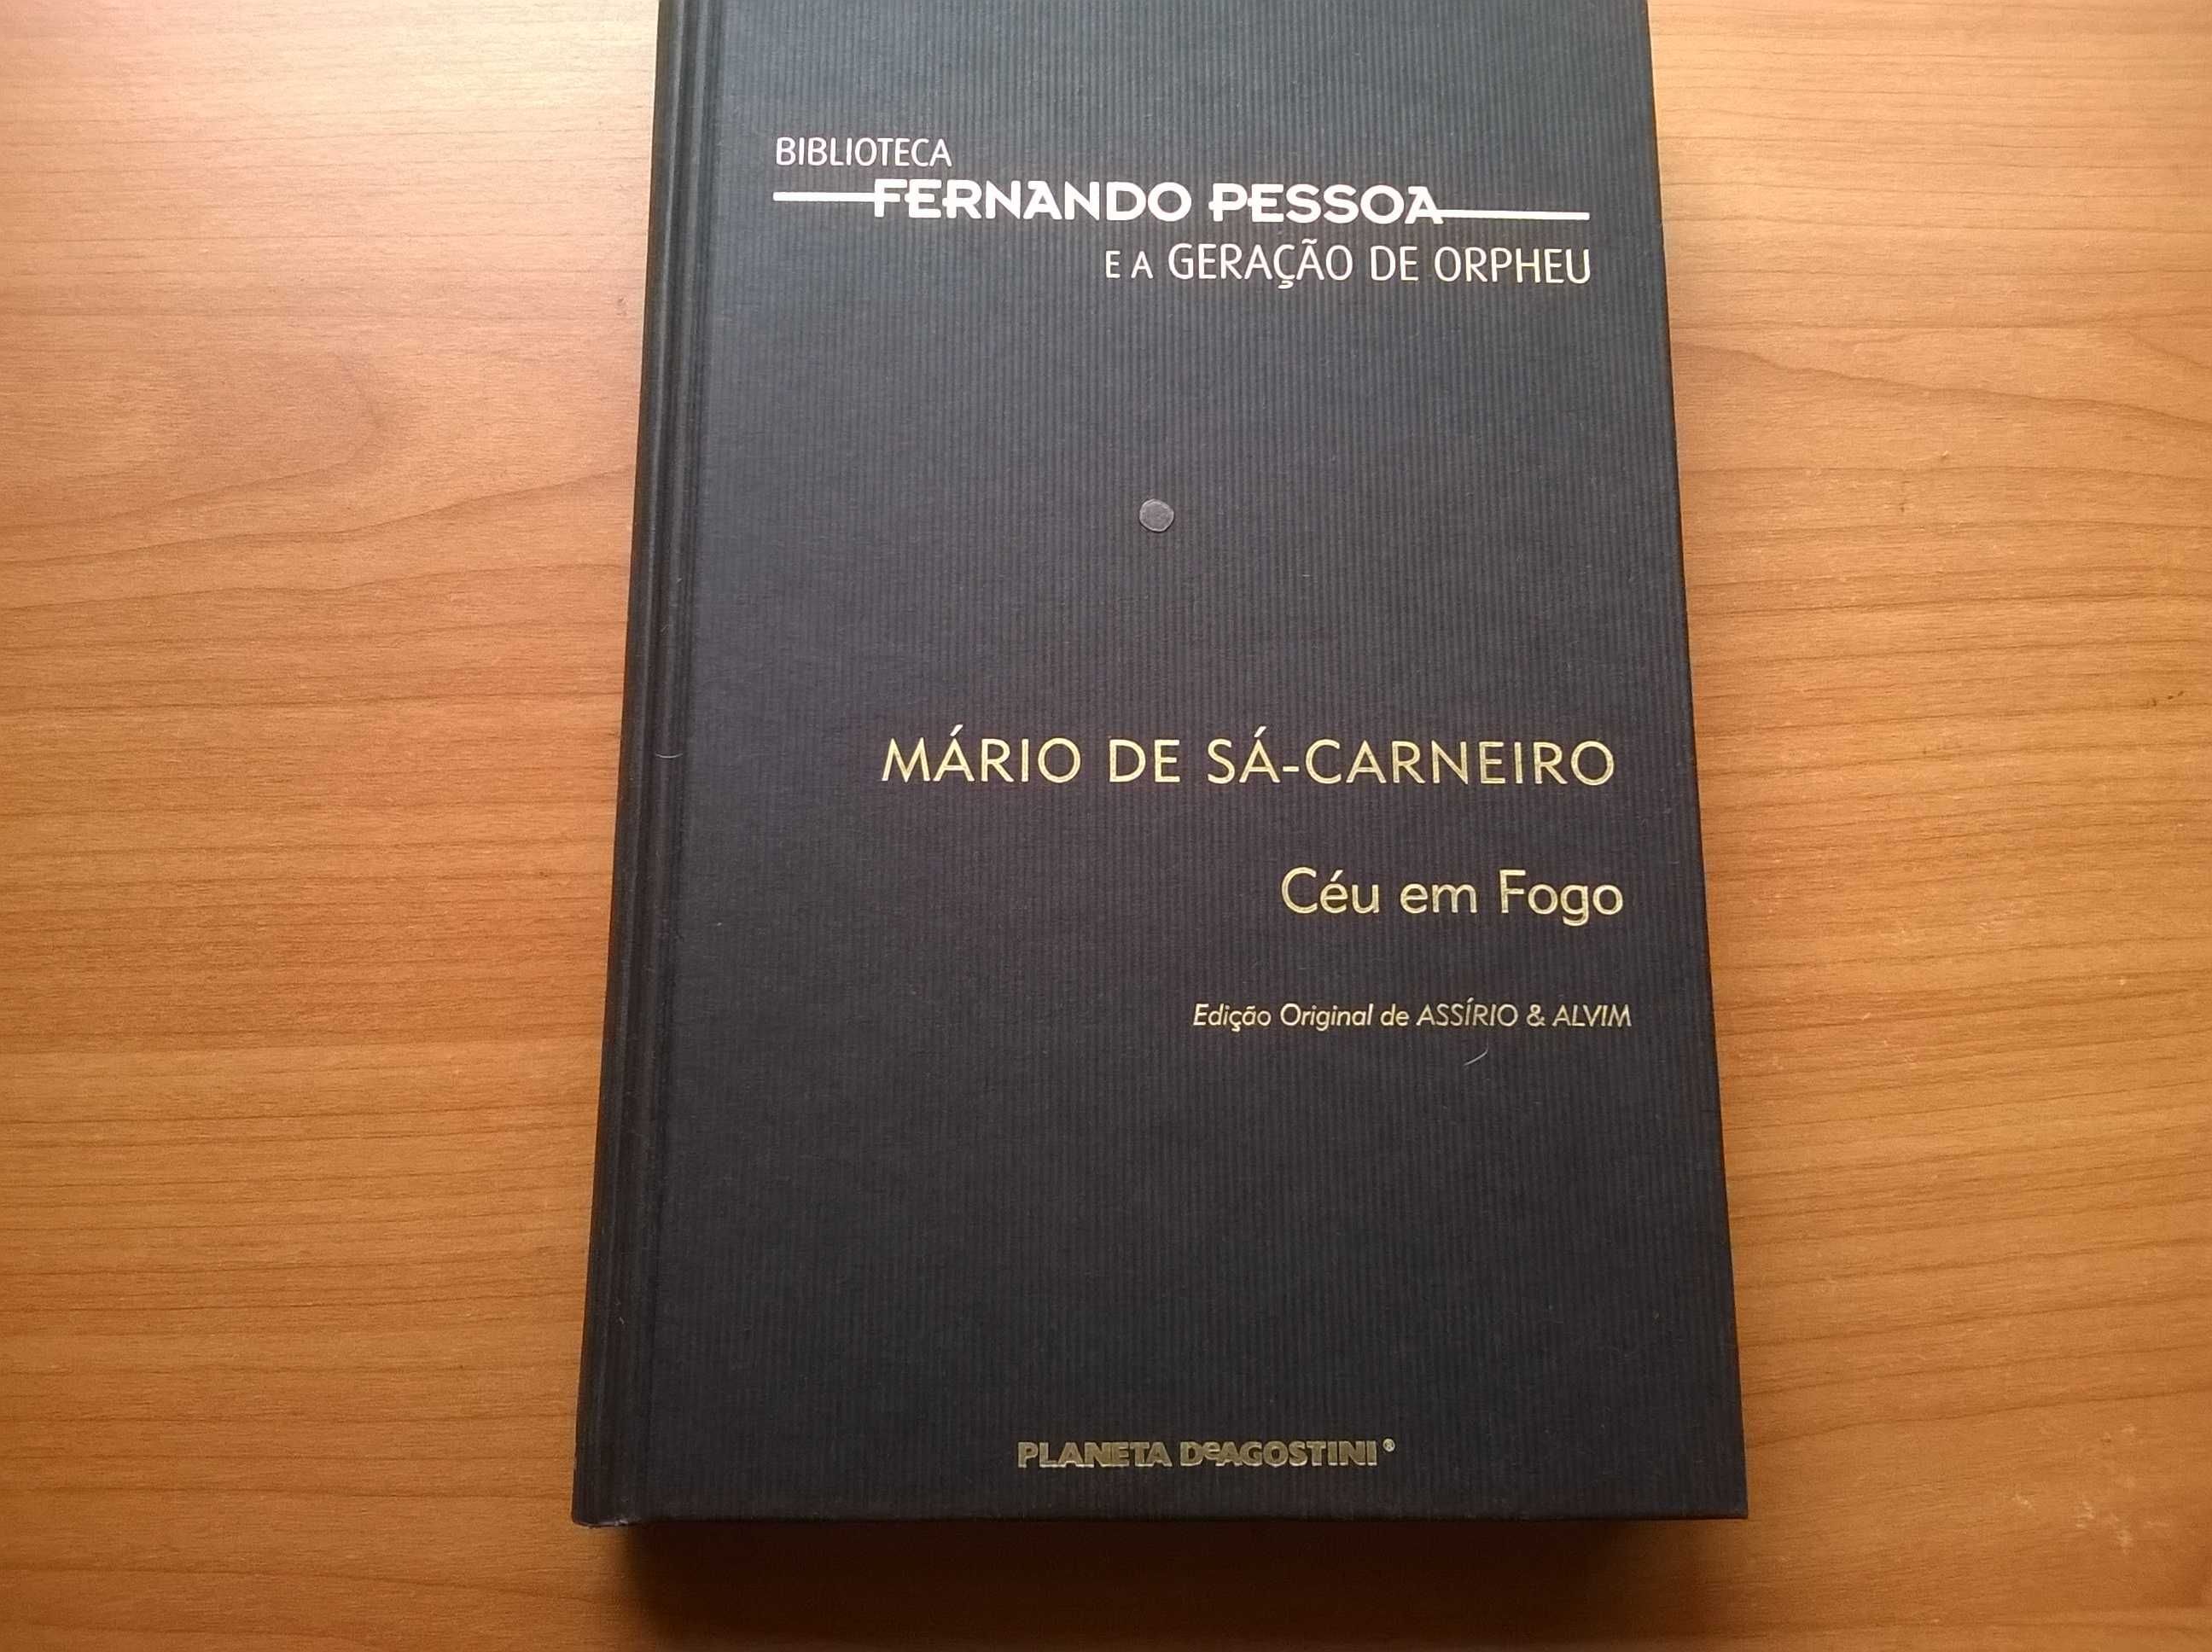 BIBLIOTECA
FERNANDO PESSOA
E A GERAÇÃO DE ORPHEU
MÁRIO DE SÁ-CARNEIRO
Céu em Fogo
Edição Original de ASSÍRIO & ALVIM
PLANETA DeAGOSTINI®